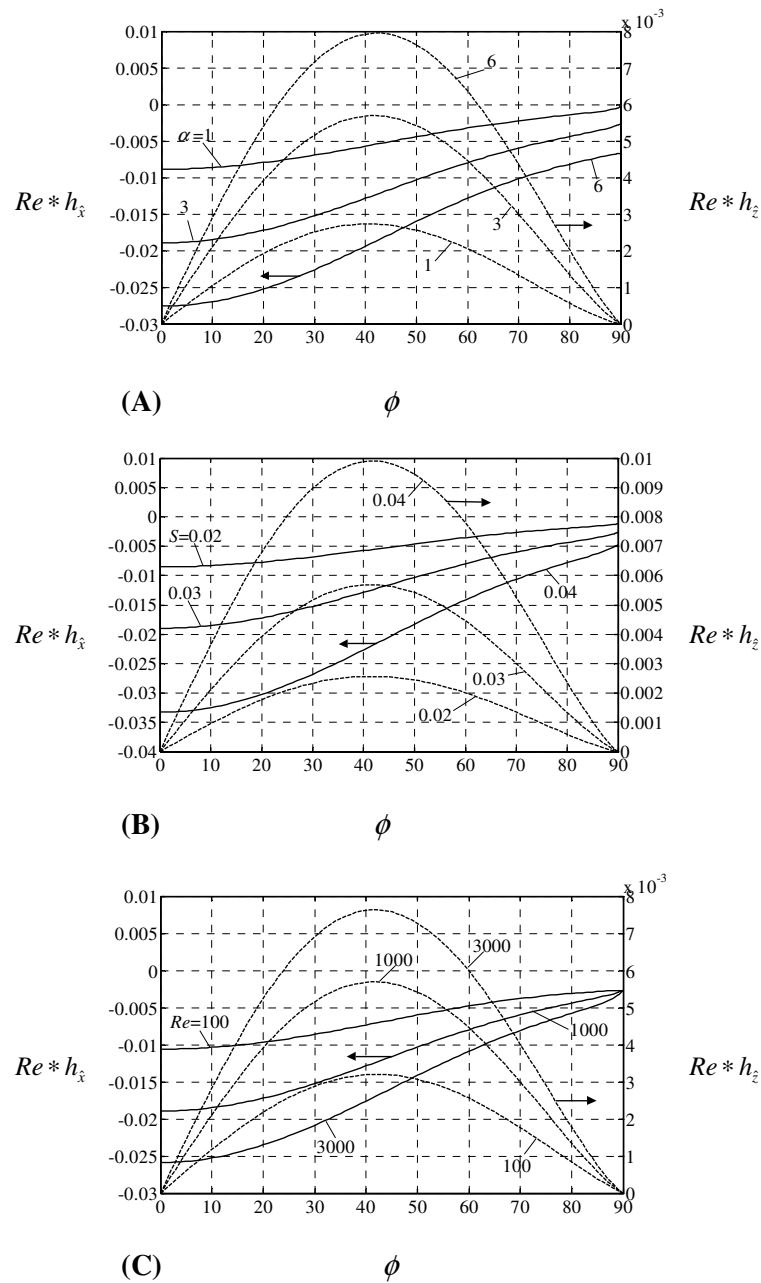 x 10⁻³
0.01 8
0.005 6 7
0 6
α=1
-0.005 5
Re * h_x̂ -0.01 6 4 Re * h_ẑ
3
-0.015 3 3
-0.02 1 2
-0.025 1
-0.03 0
0 10 20 30 40 50 60 70 80 90
(A) ϕ
0.01 0.01
0.005 0.04 0.009
0 0.008
S=0.02
-0.005 0.007
-0.01 0.04 0.006
0.03
-0.015 0.005
Re * h_x̂ -0.02 0.004 Re * h_ẑ
-0.025 0.03 0.003
-0.03 0.02 0.002
-0.035 0.001
-0.04 0
0 10 20 30 40 50 60 70 80 90
(B) ϕ
x 10⁻³
0.01 8
0.005 3000 7
1000
0 6
Re=100 1000
-0.005 5
Re * h_x̂ -0.01 4 Re * h_ẑ
-0.015 3
-0.02 2
3000 100
-0.025 1
-0.03 0
0 10 20 30 40 50 60 70 80 90
(C) ϕ